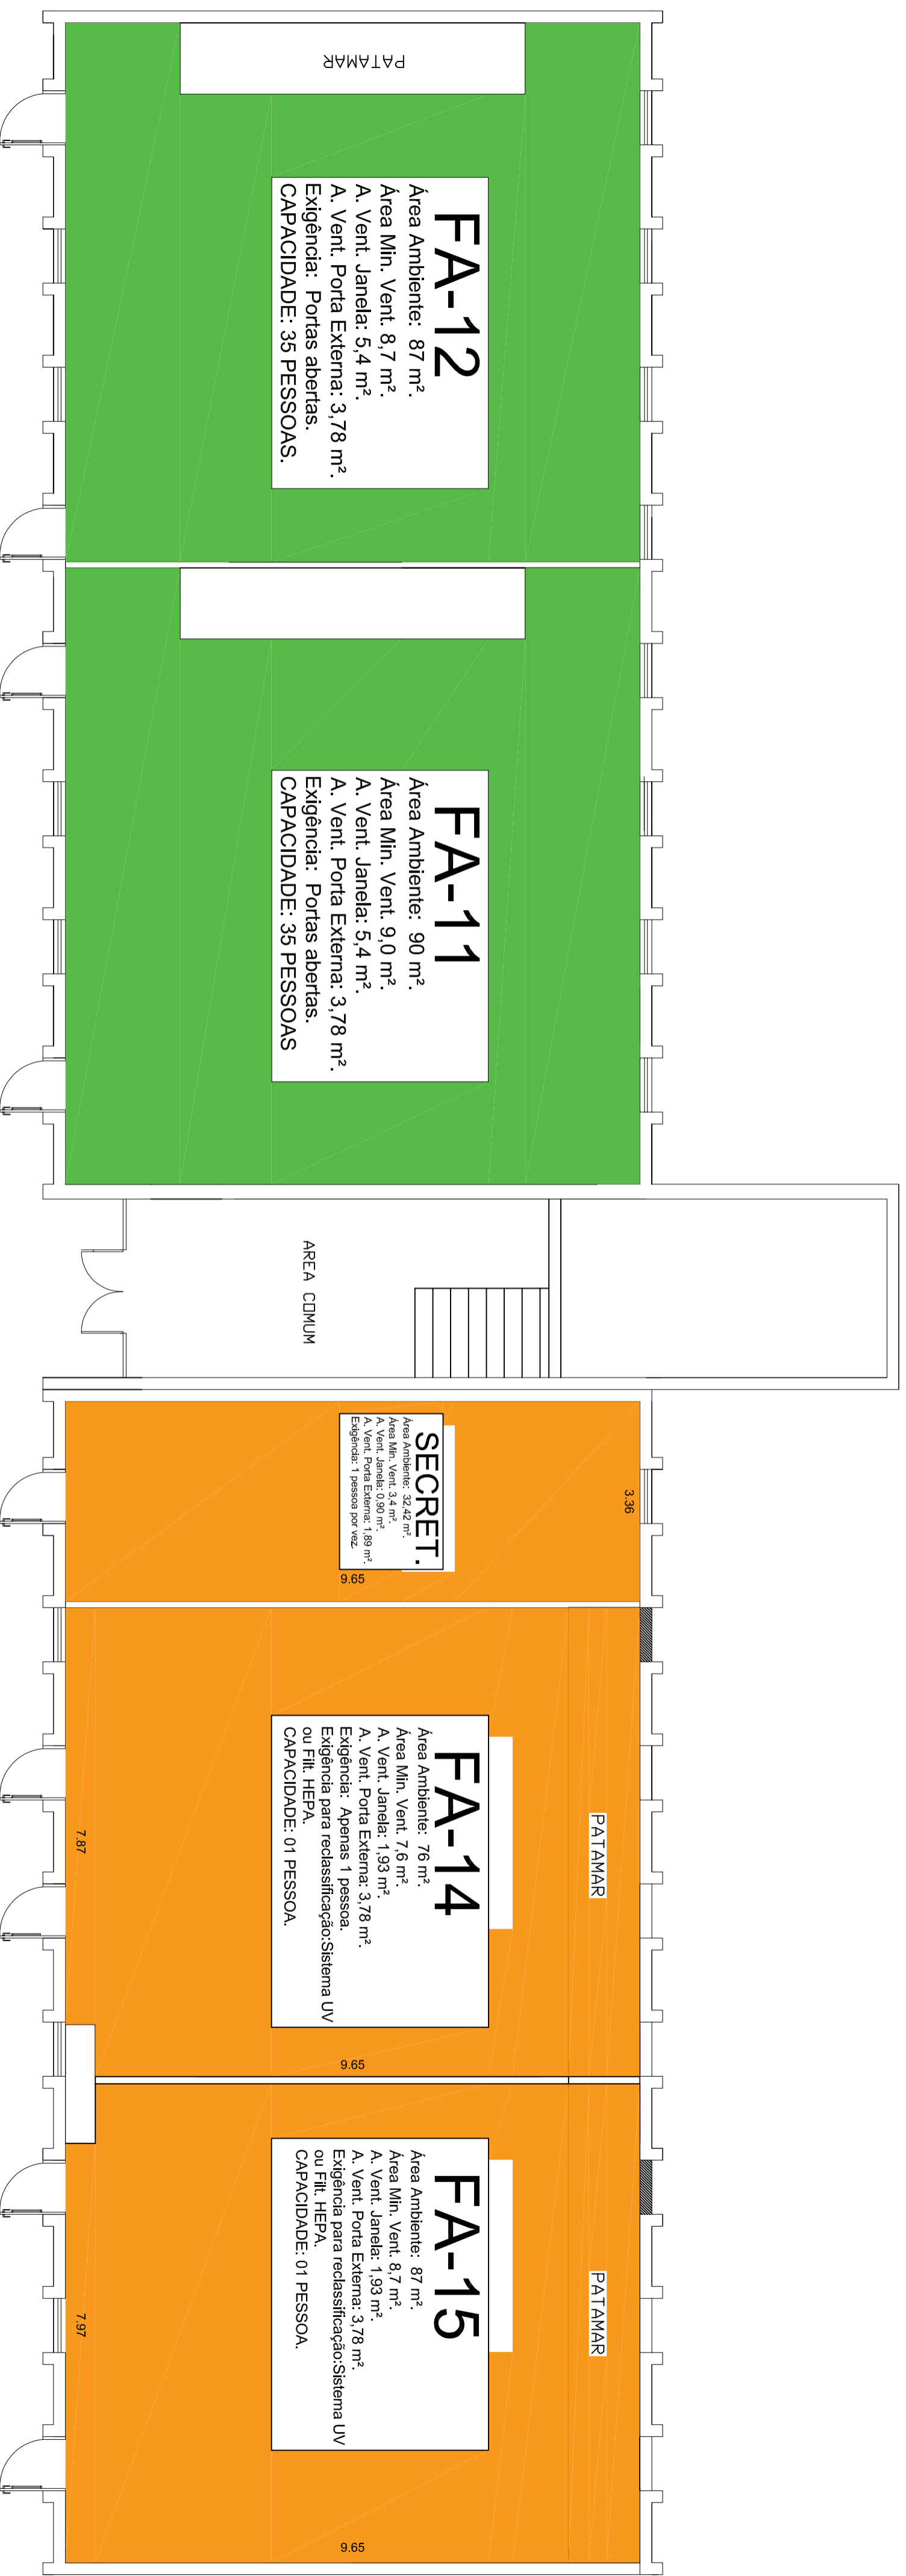 PATAMAR
FA-12
Área Ambiente: 87 m².
Área Min. Vent. 8,7 m².
A. Vent. Janela: 5,4 m².
A. Vent. Porta Externa: 3,78 m².
Exigência: Portas abertas.
CAPACIDADE: 35 PESSOAS.
FA-11
Área Ambiente: 90 m².
Área Min. Vent. 9,0 m².
A. Vent. Janela: 5,4 m².
A. Vent. Porta Externa: 3,78 m².
Exigência: Portas abertas.
CAPACIDADE: 35 PESSOAS
AREA COMUM
3.36
SECRET.
Área Ambiente: 32,42 m².
Área Min. Vent. 3,4 m².
A. Vent. Janela: 0,90 m².
A. Vent. Porta Externa: 1,89 m².
Exigência: 1 pessoa por vez.
9.65
PATAMAR
FA-14
Área Ambiente: 76 m².
Área Min. Vent. 7,6 m².
A. Vent. Janela: 1,93 m².
A. Vent. Porta Externa: 3,78 m².
Exigência: Apenas 1 pessoa.
Exigência para reclassificação:Sistema UV
ou Filt. HEPA.
CAPACIDADE: 01 PESSOA.
7.87
9.65
PATAMAR
FA-15
Área Ambiente: 87 m².
Área Min. Vent. 8,7 m².
A. Vent. Janela: 1,93 m².
A. Vent. Porta Externa: 3,78 m².
Exigência para reclassificação:Sistema UV
ou Filt. HEPA.
CAPACIDADE: 01 PESSOA.
7.97
9.65